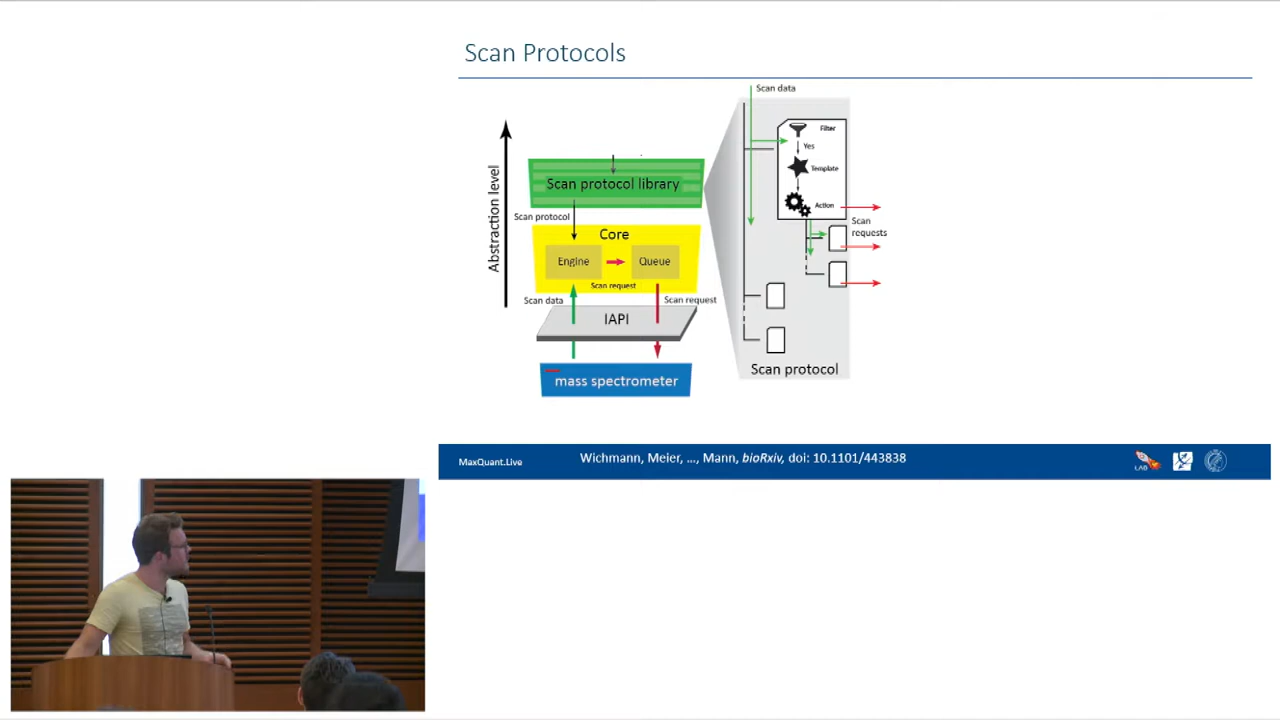 Scan Protocols
Abstraction level
Scan protocol library
Scan protocol
Core
Engine
Queue
Scan request
Scan data
Scan request
IAPI
mass spectrometer
Scan data
Filter
Yes
Template
Action
Scan
requests
Scan protocol
MaxQuant.Live
Wichmann, Meier, ..., Mann, bioRxiv, doi: 10.1101/443838
LAB